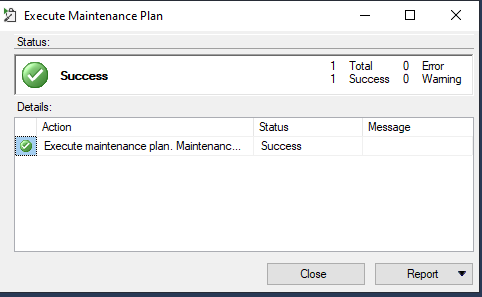 Execute Maintenance Plan
Status:
Success
1 Total 0 Error
1 Success 0 Warning
Details:
Action Status Message
Execute maintenance plan. Maintenanc... Success
Close Report